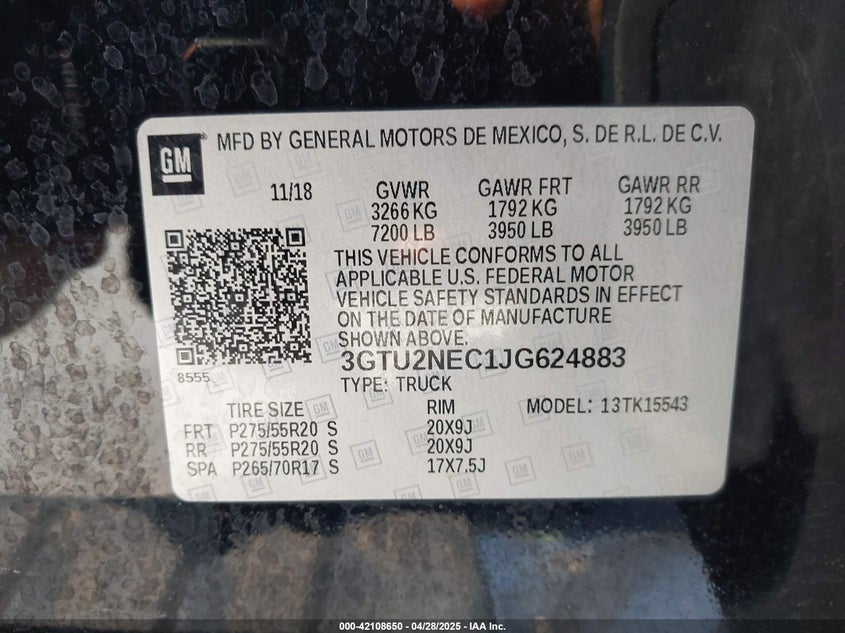 GM
MFD BY GENERAL MOTORS DE MEXICO, S. DE R.L. DE C.V.
11/18 GVWR GAWR FRT GAWR RR
3266 KG 1792 KG 1792 KG
7200 LB 3950 LB 3950 LB
THIS VEHICLE CONFORMS TO ALL
APPLICABLE U.S. FEDERAL MOTOR
VEHICLE SAFETY STANDARDS IN EFFECT
ON THE DATE OF MANUFACTURE
SHOWN ABOVE.
3GTU2NEC1JG624883
8555
TYPE: TRUCK
TIRE SIZE RIM MODEL: 13TK15543
FRT P275/55R20 S 20X9J
RR P275/55R20 S 20X9J
SPA P265/70R17 S 17X7.5J
000-42108650 | 04/28/2025 - IAA Inc.